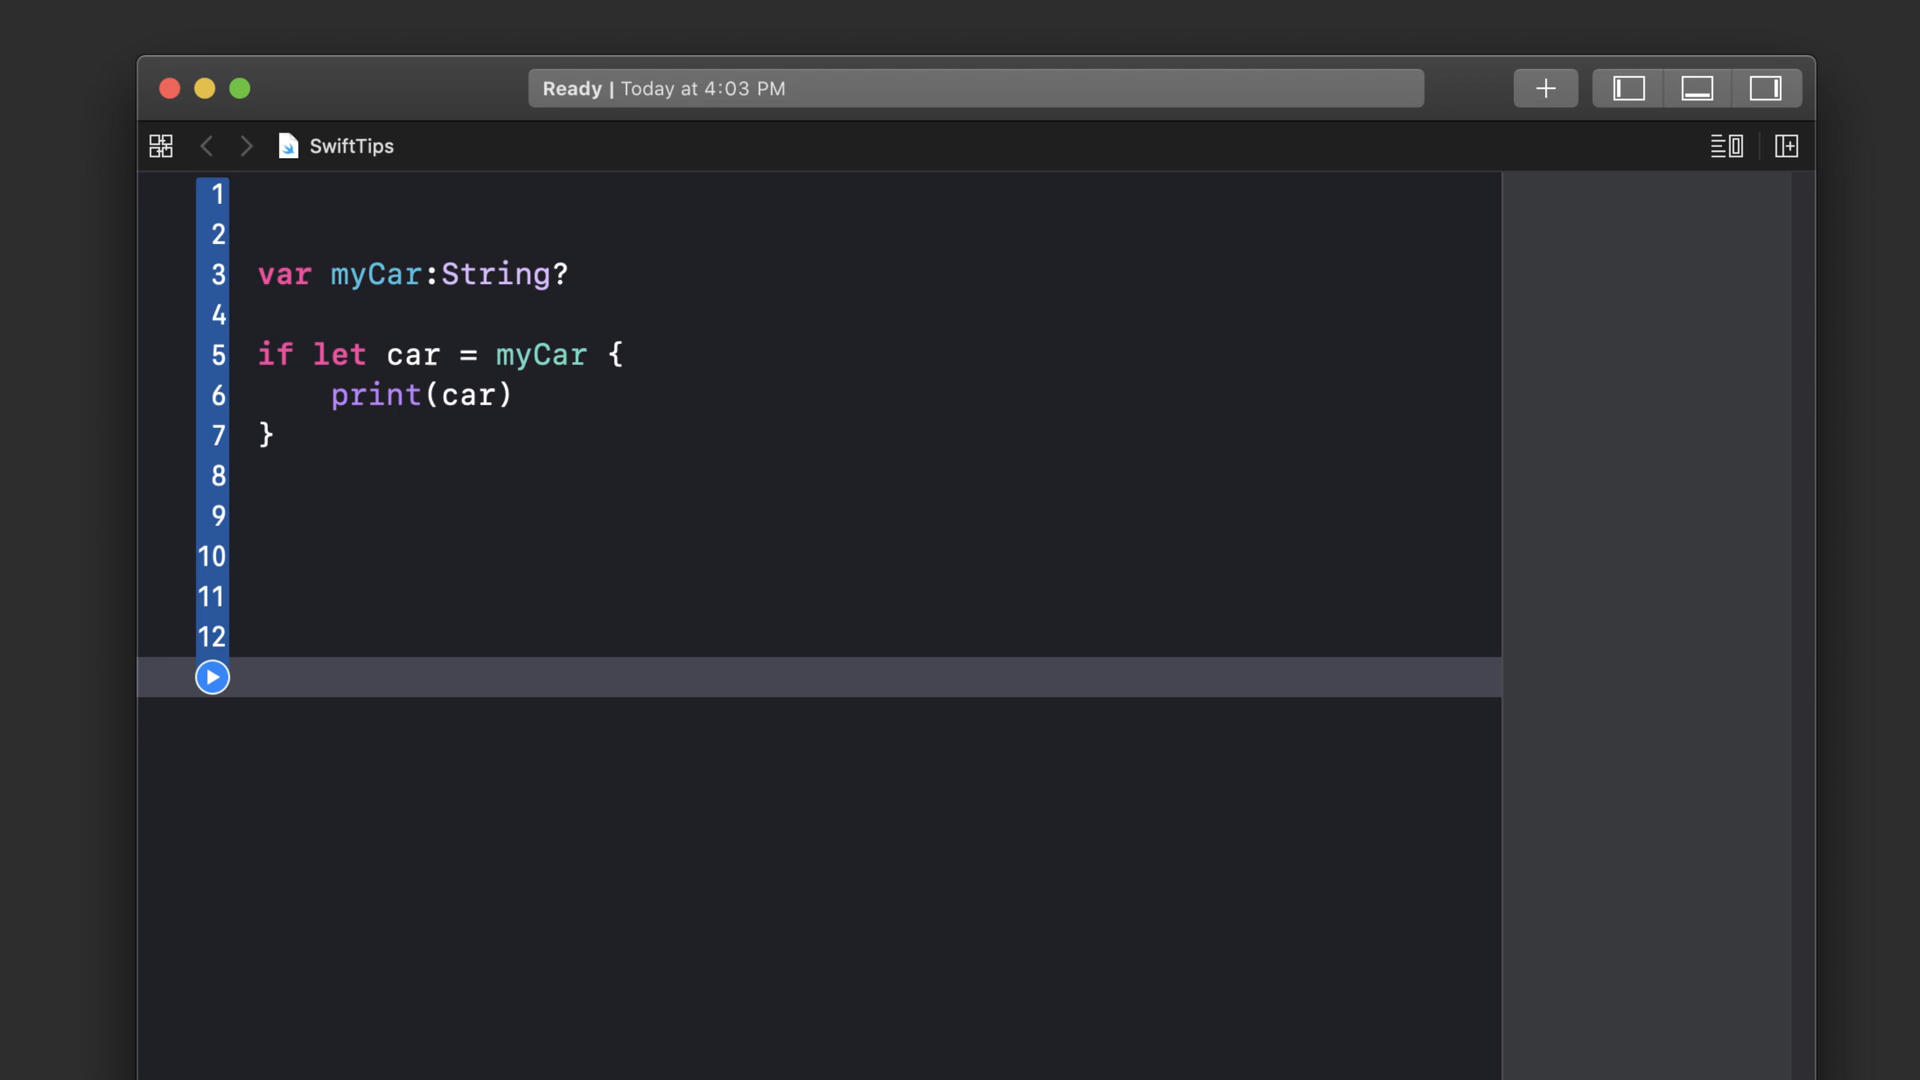 Ready | Today at 4:03 PM
SwiftTips
1
2
3 var myCar:String?
4
5 if let car = myCar {
6     print(car)
7 }
8
9
10
11
12